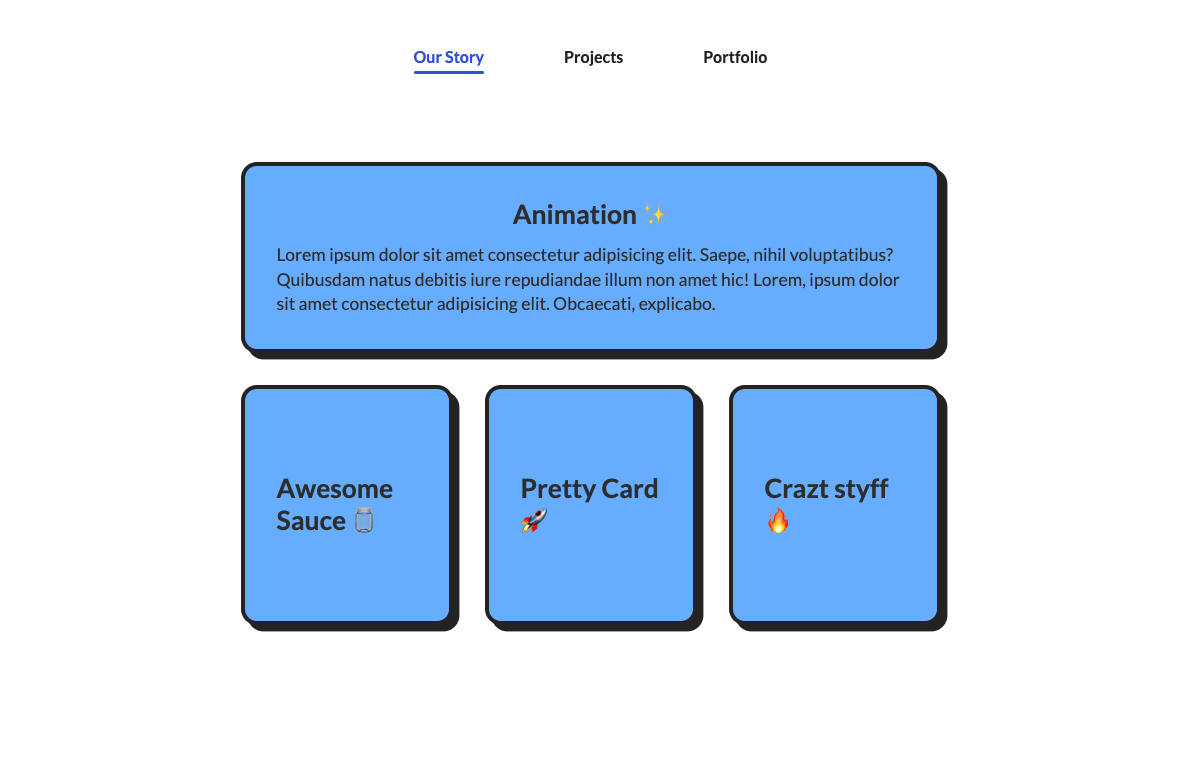 Our Story Projects Portfolio
Animation ✨
Lorem ipsum dolor sit amet consectetur adipisicing elit. Saepe, nihil voluptatibus?
Quibusdam natus debitis iure repudiandae illum non amet hic! Lorem, ipsum dolor
sit amet consectetur adipisicing elit. Obcaecati, explicabo.
Awesome
Sauce 🫙
Pretty Card
🚀
Crazt styff
🔥